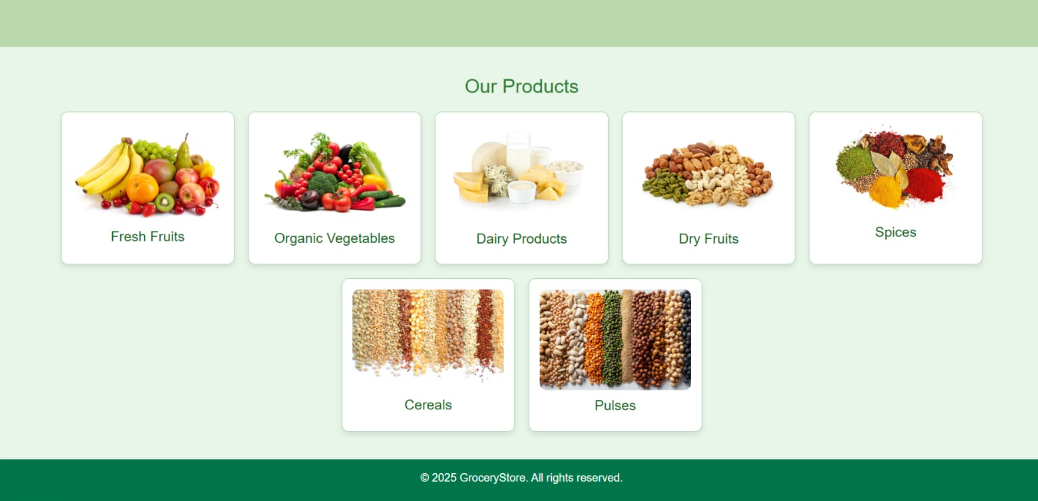 Our Products
Fresh Fruits
Organic Vegetables
Dairy Products
Dry Fruits
Spices
Cereals
Pulses
© 2025 GroceryStore. All rights reserved.